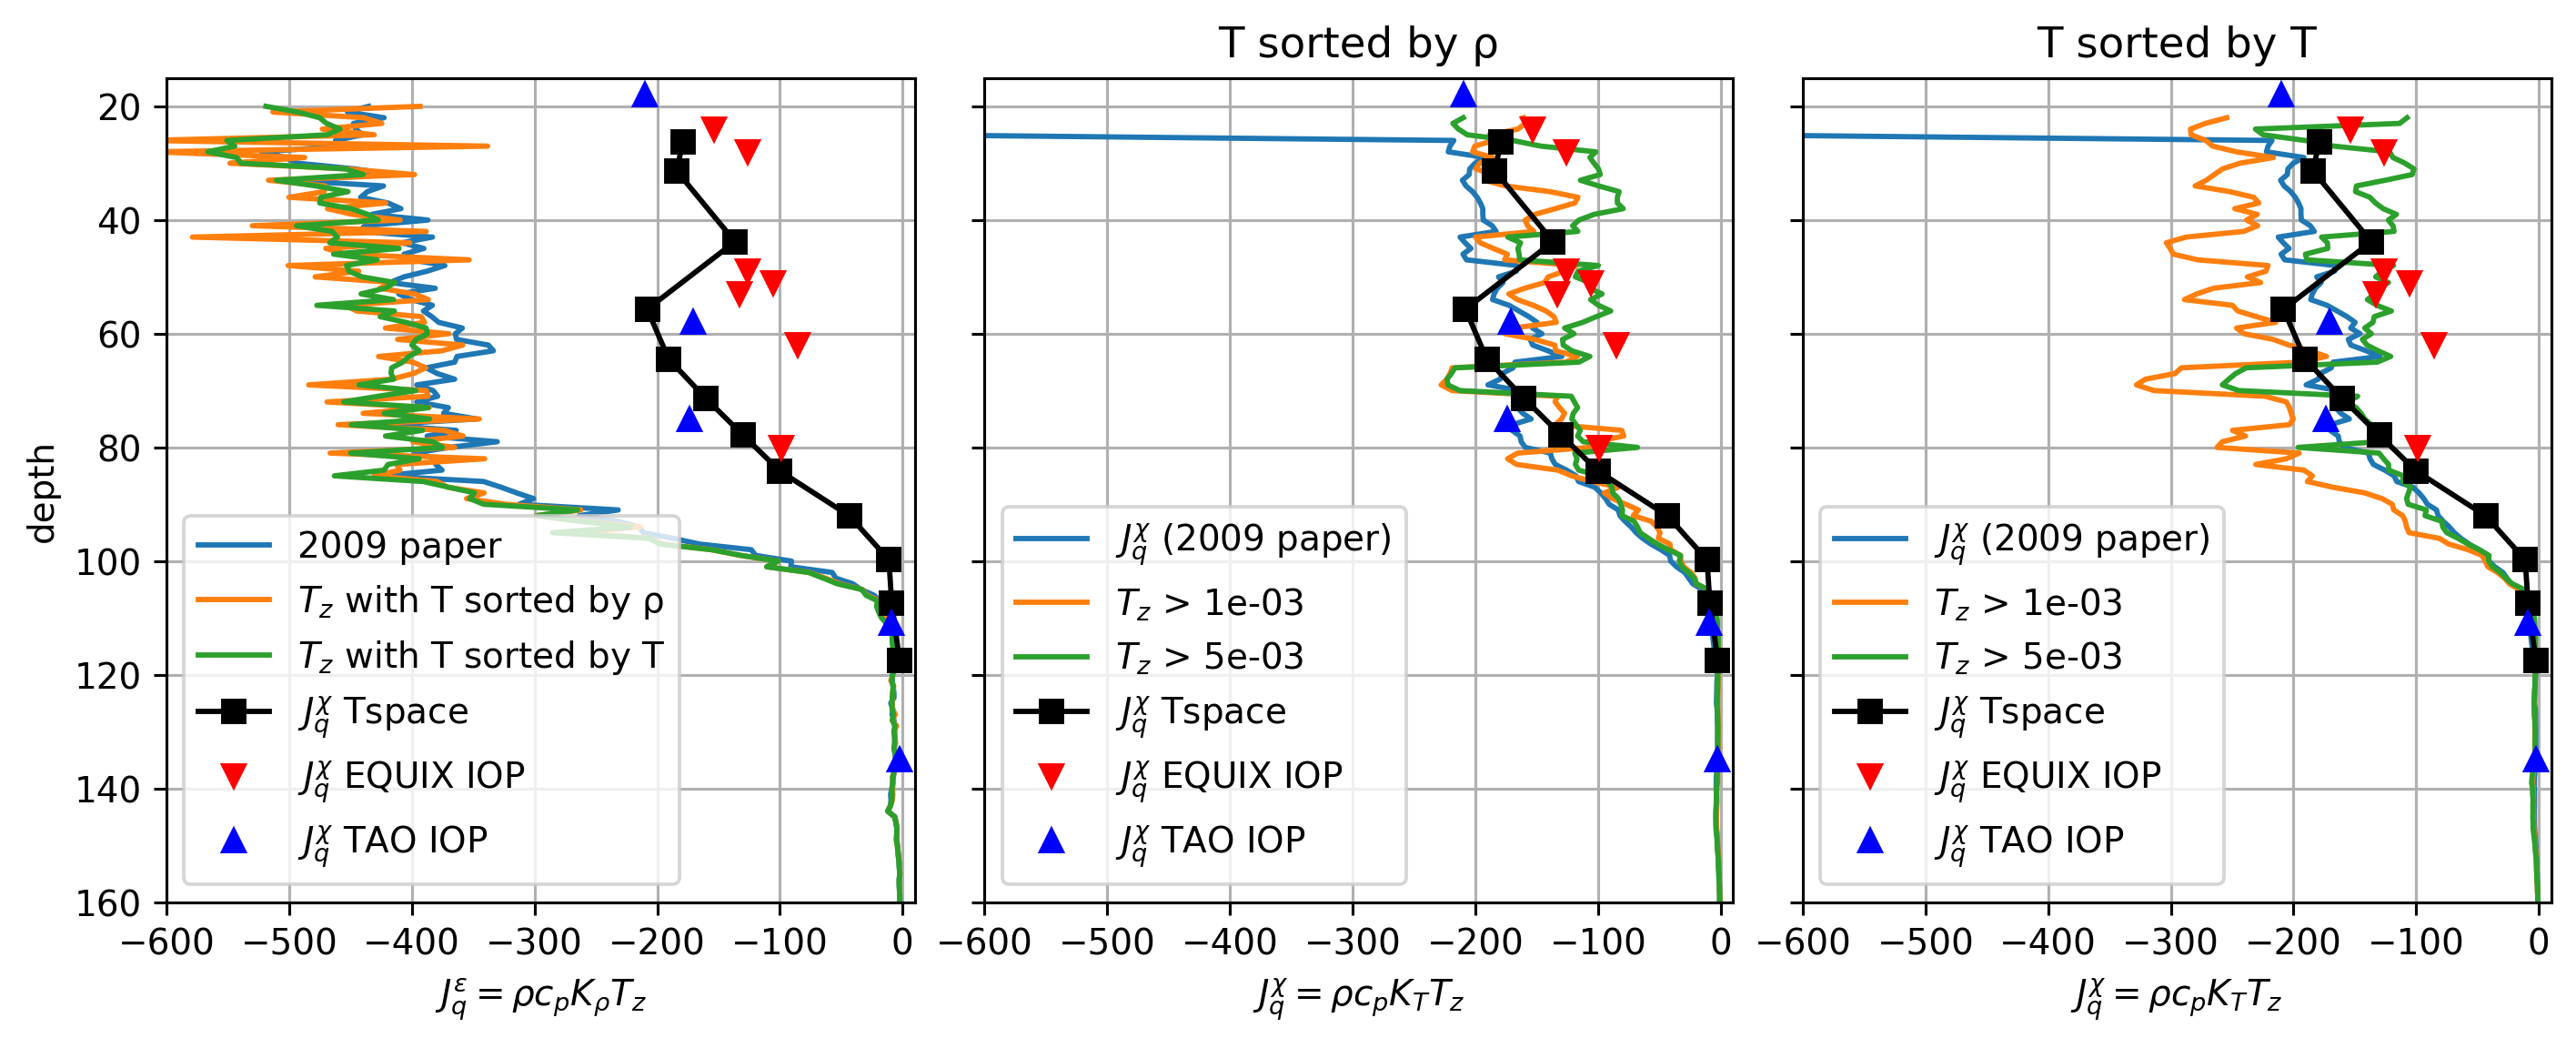 T sorted by ρ
T sorted by T
depth
20
40
60
80
100
120
140
160
2009 paper
T_z with T sorted by ρ
T_z with T sorted by T
J_q^χ Tspace
J_q^χ EQUIX IOP
J_q^χ TAO IOP
−600 −500 −400 −300 −200 −100 0
J_q^ε = ρc_pK_ρT_z
J_q^χ (2009 paper)
T_z > 1e-03
T_z > 5e-03
J_q^χ Tspace
J_q^χ EQUIX IOP
J_q^χ TAO IOP
−600 −500 −400 −300 −200 −100 0
J_q^χ = ρc_pK_TT_z
J_q^χ (2009 paper)
T_z > 1e-03
T_z > 5e-03
J_q^χ Tspace
J_q^χ EQUIX IOP
J_q^χ TAO IOP
−600 −500 −400 −300 −200 −100 0
J_q^χ = ρc_pK_TT_z